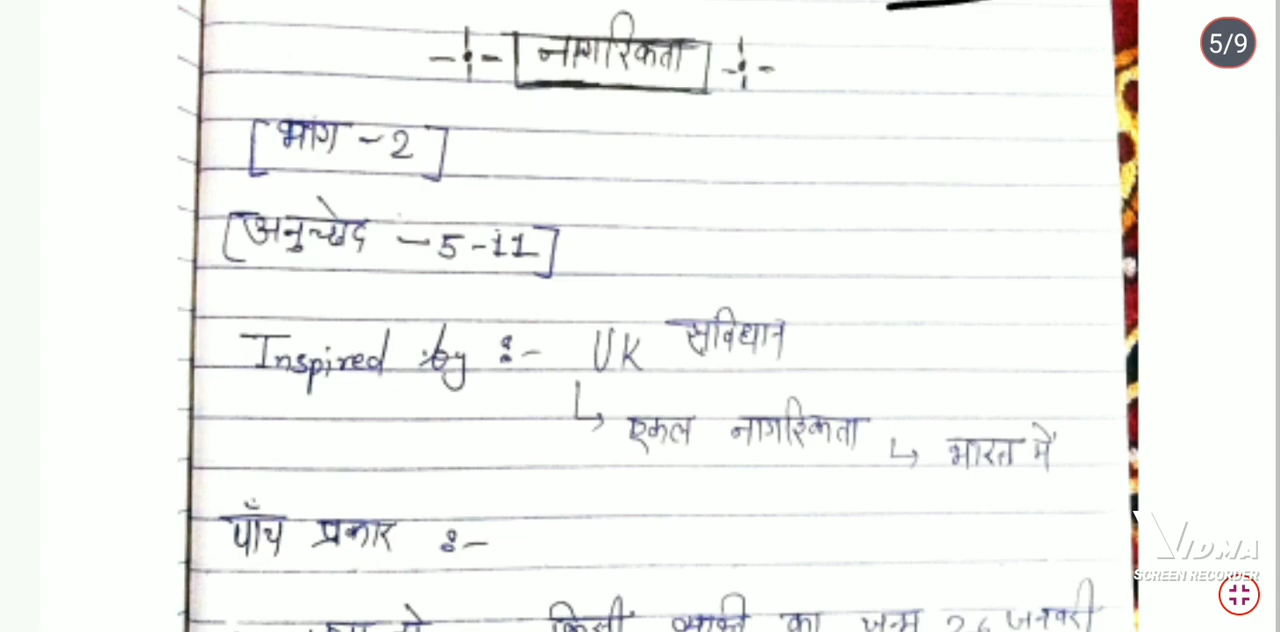 5/9
नागरिकता
[भाग - 2]
[अनुच्छेद - 5-11]
Inspired by :- UK सविधान
↳ एकल नागरिकता ↳ भारत में
पाँच प्रकार :-
किसी व्यक्ति का जन्म 26 जनवरी
VIDMA
SCREEN RECORDER